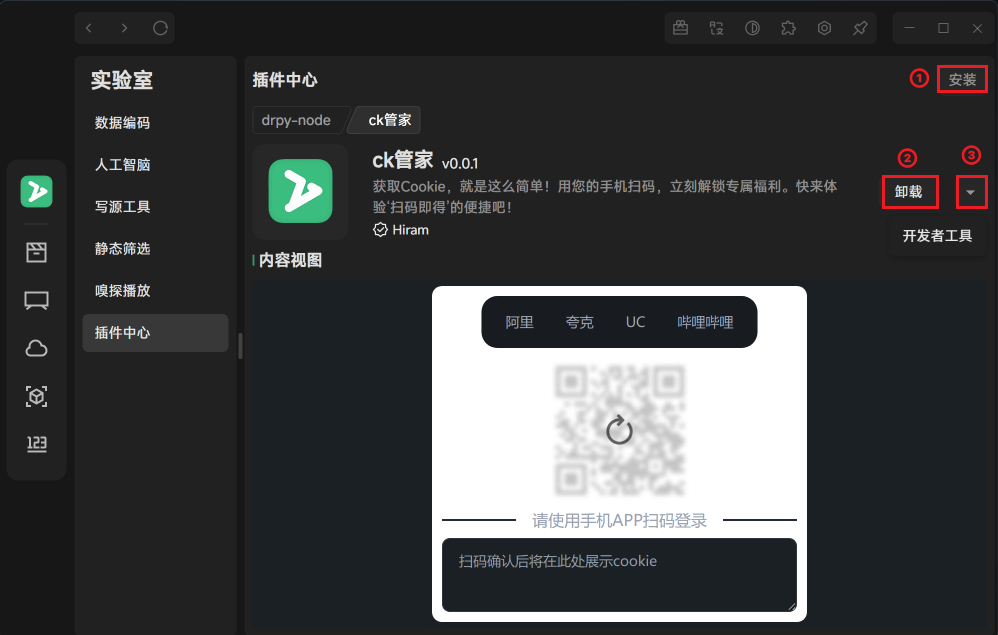 实验室
数据编码
人工智脑
写源工具
静态筛选
嗅探播放
插件中心
123
插件中心
① 安装
drpy-node
ck管家
ck管家 v0.0.1
获取Cookie，就是这么简单！用您的手机扫码，立刻解锁专属福利。快来体
验‘扫码即得’的便捷吧！
Hiram
② ③
卸载
开发者工具
内容视图
阿里 夸克 UC 哔哩哔哩
请使用手机APP扫码登录
扫码确认后将在此处展示cookie